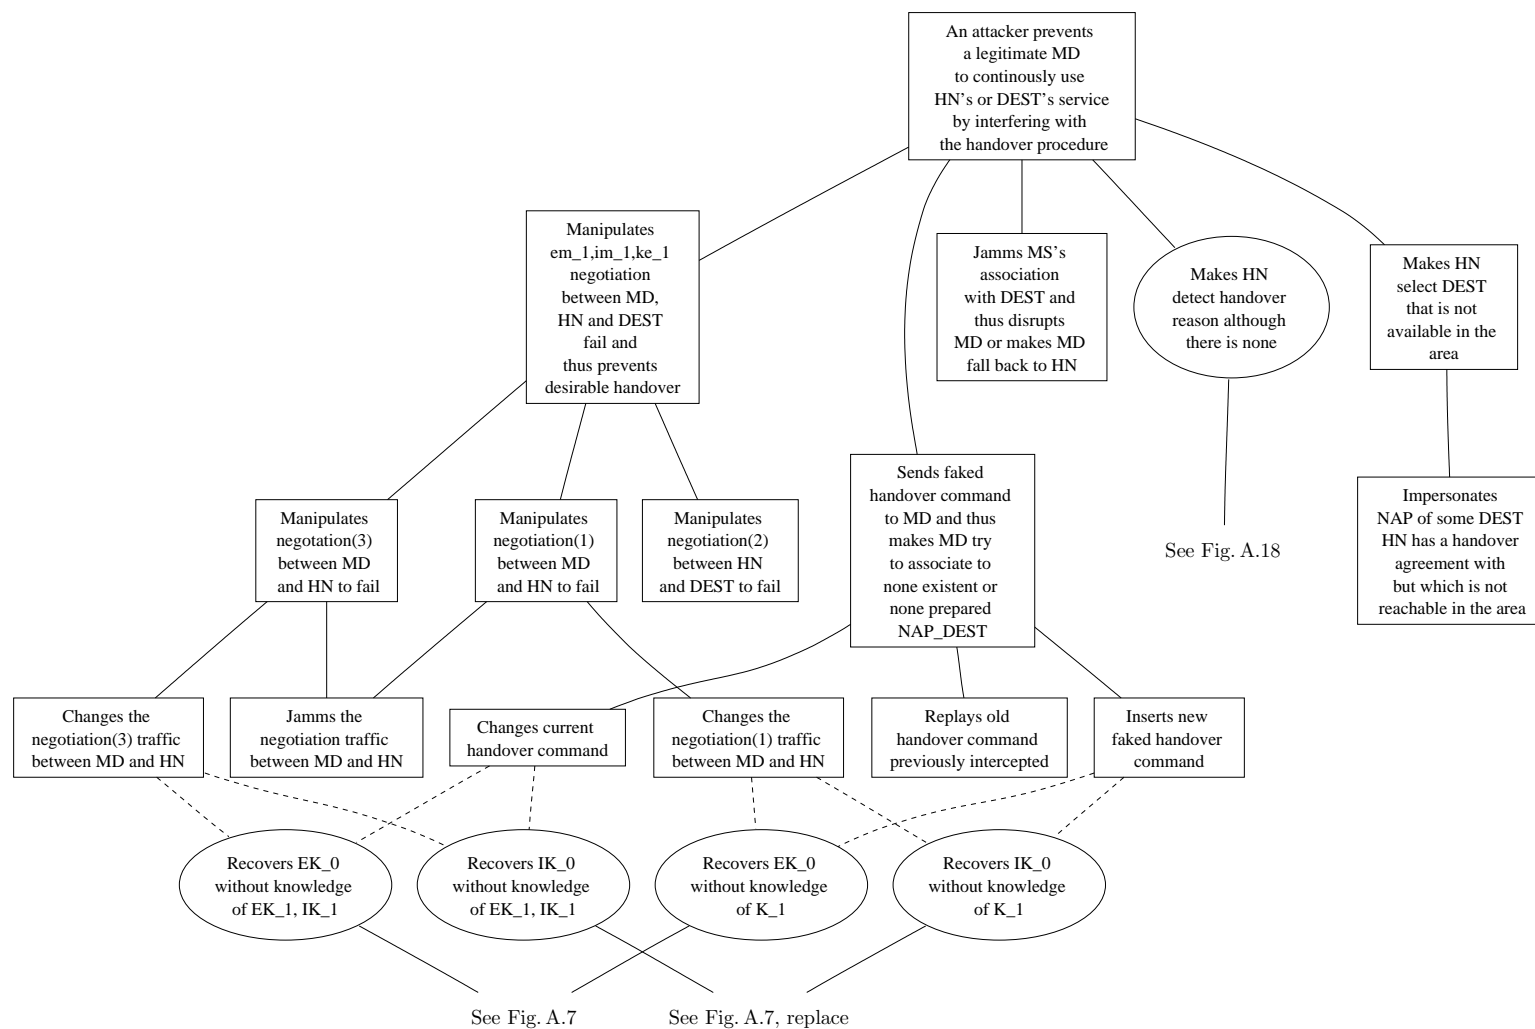 An attacker prevents
a legitimate MD
to continously use
HN's or DEST's service
by interfering with
the handover procedure
Manipulates
em_1,im_1,ke_1
negotiation
between MD,
HN and DEST
fail and
thus prevents
desirable handover
Jamms MS's
association
with DEST and
thus disrupts
MD or makes MD
fall back to HN
Makes HN
detect handover
reason although
there is none
Makes HN
select DEST
that is not
available in the
area
Manipulates
negotation(3)
between MD
and HN to fail
Manipulates
negotiation(1)
between MD
and HN to fail
Manipulates
negotiation(2)
between HN
and DEST to fail
Sends faked
handover command
to MD and thus
makes MD try
to associate to
none existent or
none prepared
NAP_DEST
See Fig. A.18
Impersonates
NAP of some DEST
HN has a handover
agreement with
but which is not
reachable in the area
Changes the
negotiation(3) traffic
between MD and HN
Jamms the
negotiation traffic
between MD and HN
Changes current
handover command
Changes the
negotiation(1) traffic
between MD and HN
Replays old
handover command
previously intercepted
Inserts new
faked handover
command
Recovers EK_0
without knowledge
of EK_1, IK_1
Recovers IK_0
without knowledge
of EK_1, IK_1
Recovers EK_0
without knowledge
of K_1
Recovers IK_0
without knowledge
of K_1
See Fig. A.7
See Fig. A.7, replace